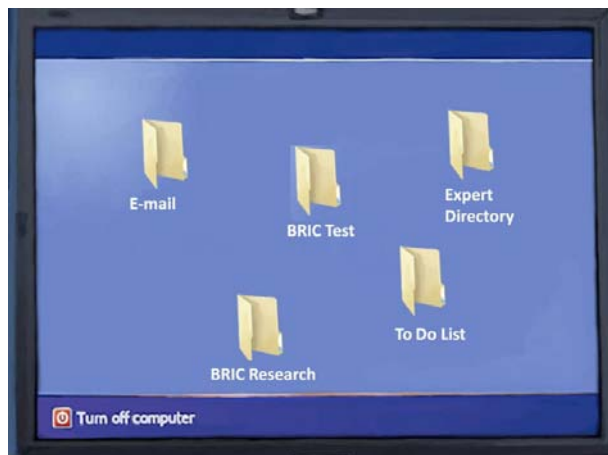 E-mail
BRIC Test
Expert
Directory
BRIC Research
To Do List
Turn off computer